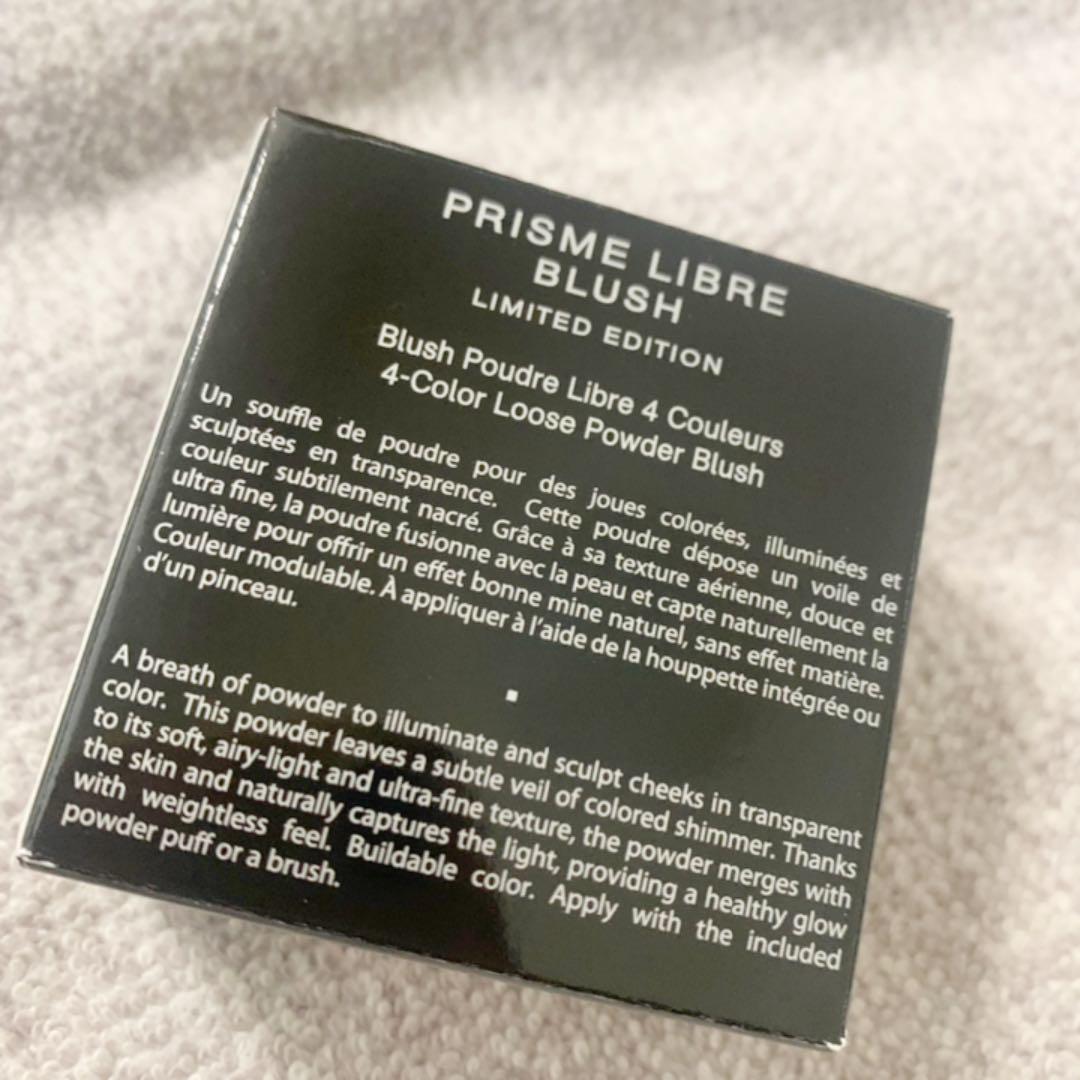 PRISME LIBRE
BLUSH
LIMITED EDITION
Blush Poudre Libre 4 Couleurs
4-Color Loose Powder Blush
Un souffle de poudre pour des joues colorées, illuminées et
sculptées en transparence. Cette poudre dépose un voile de
couleur subtilement nacré. Grâce à sa texture aérienne, douce et
ultra fine, la poudre fusionne avec la peau et capte naturellement la
lumière pour offrir un effet bonne mine naturel, sans effet matière.
Couleur modulable. À appliquer à l'aide de la houppette intégrée ou
d'un pinceau.
A breath of powder to illuminate and sculpt cheeks in transparent
color. This powder leaves a subtle veil of colored shimmer. Thanks
to its soft, airy-light and ultra-fine texture, the powder merges with
the skin and naturally captures the light, providing a healthy glow
with weightless feel. Buildable color. Apply with the included
powder puff or a brush.